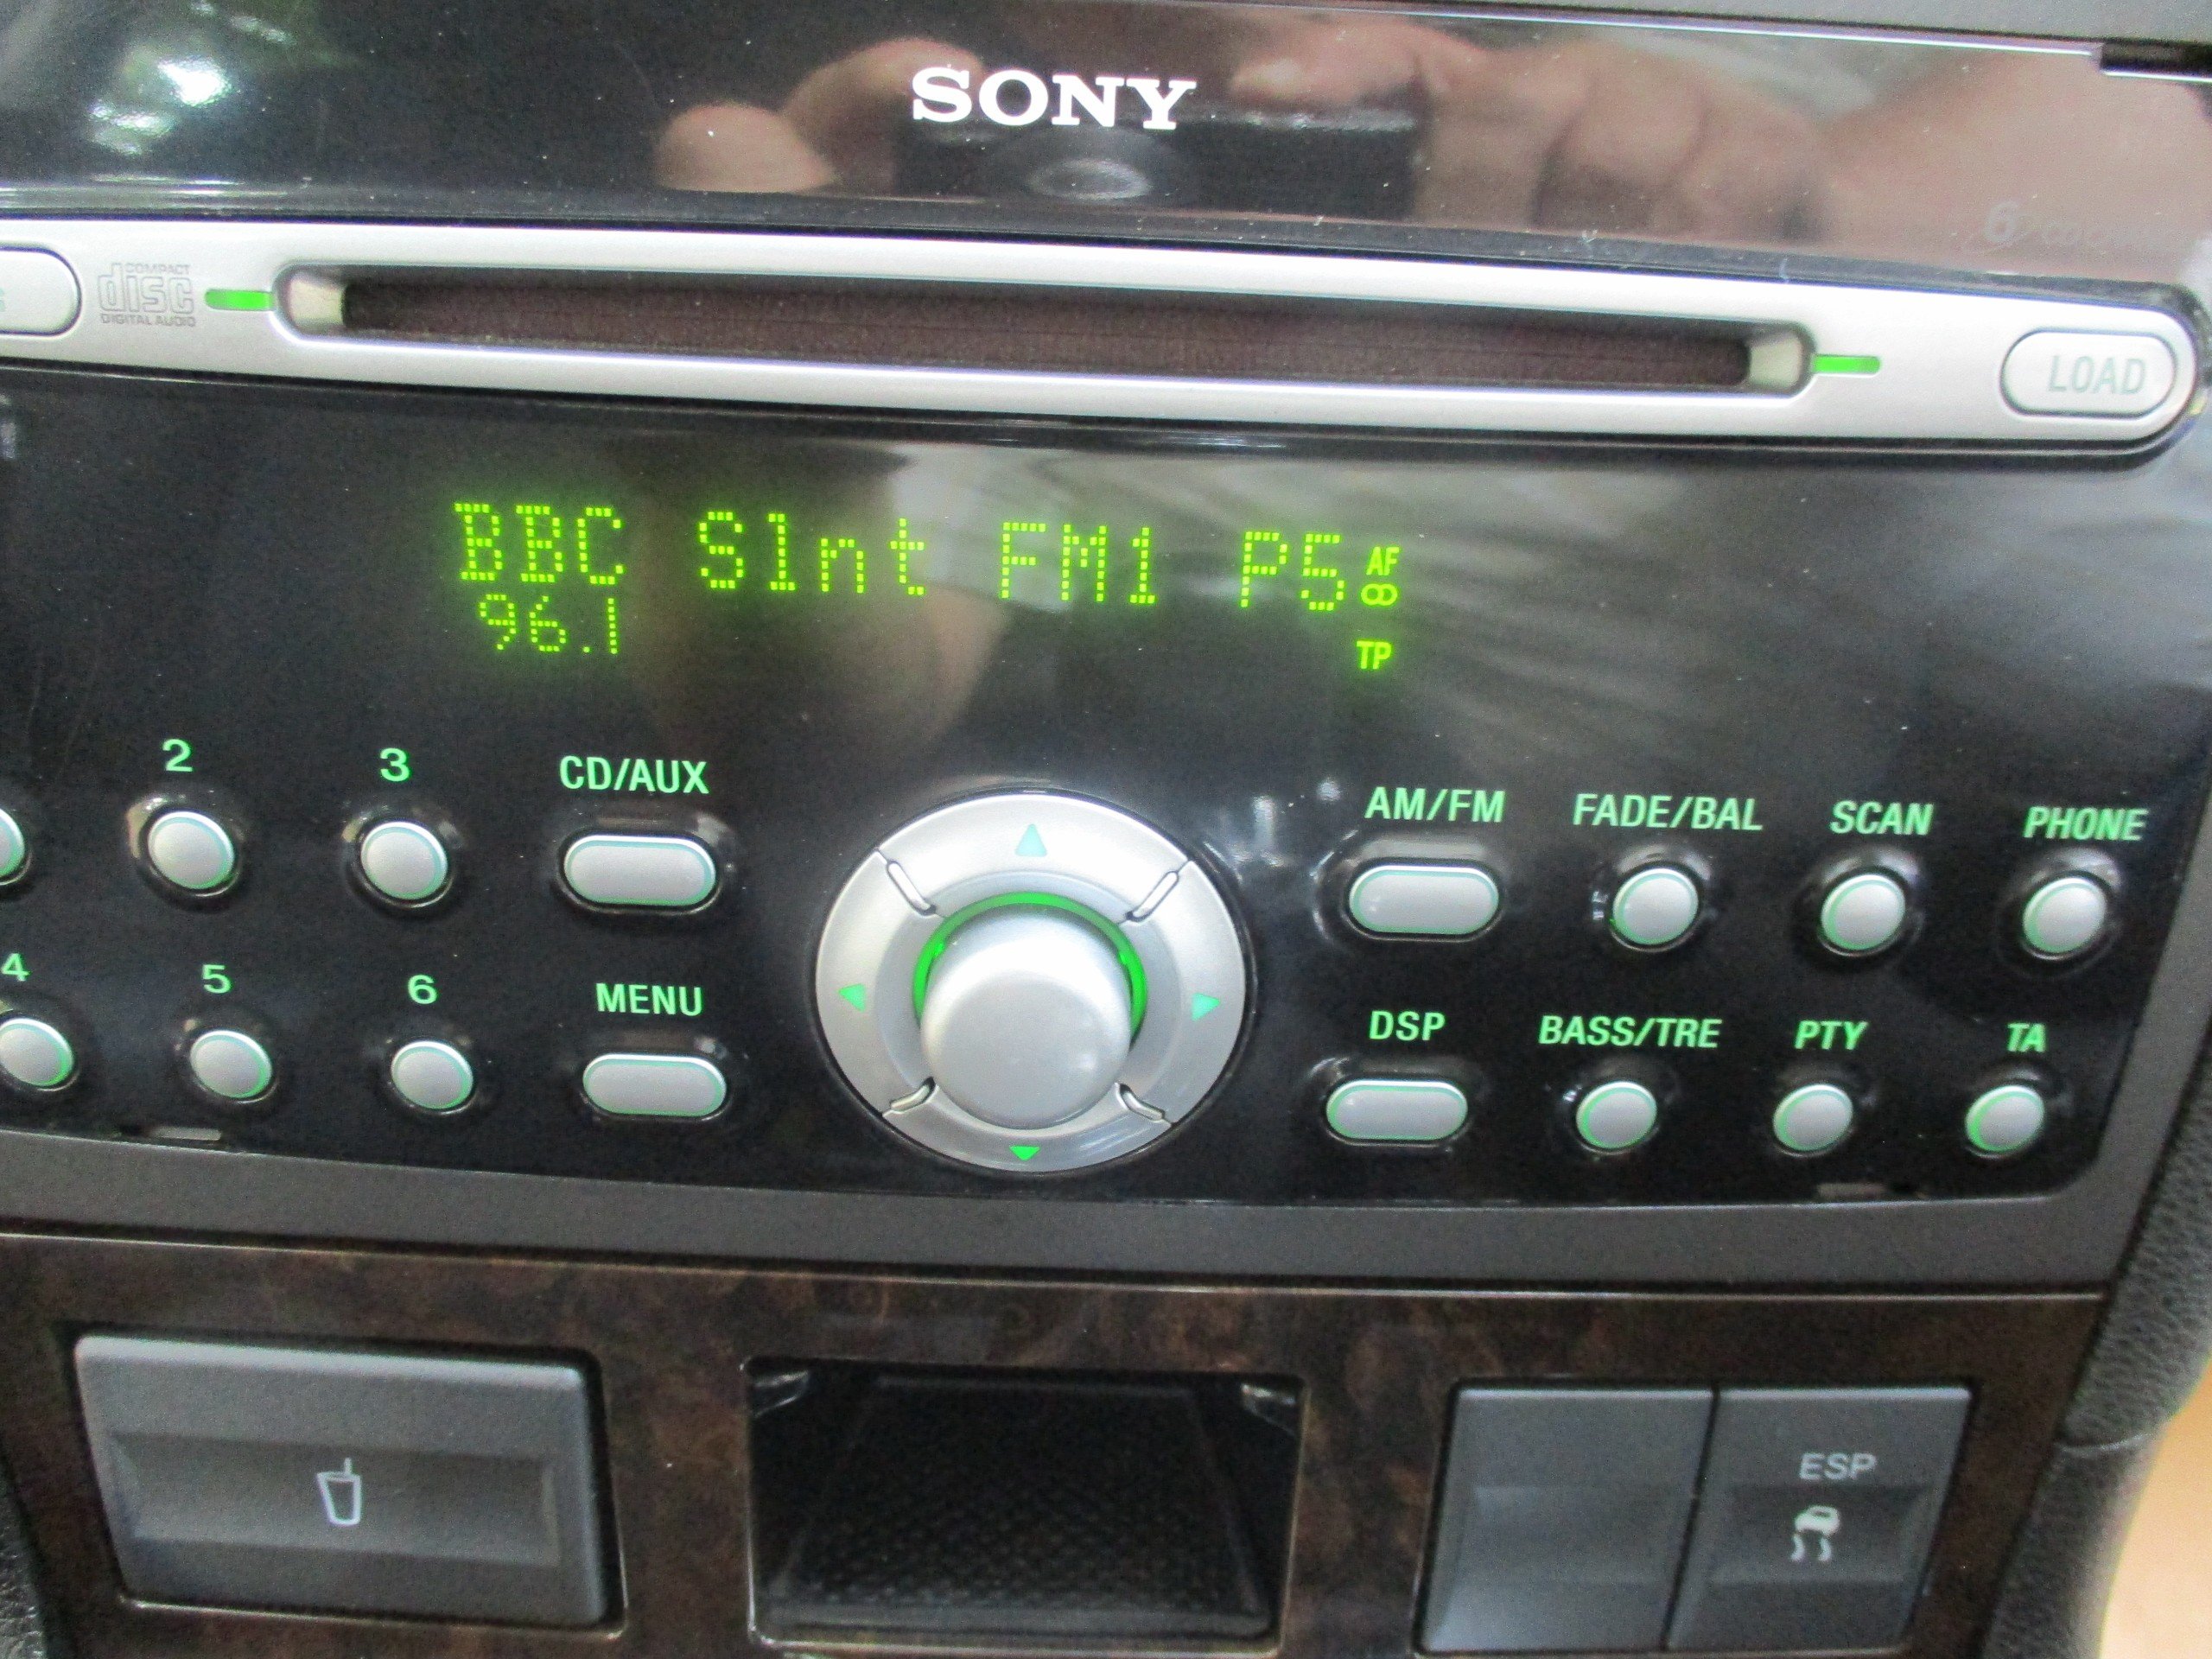 SONY
COMPACT
disc
DIGITAL AUDIO
LOAD
BBC Slnt FM1 P5 AF
96.1
TP
2 3 CD/AUX AM/FM FADE/BAL SCAN PHONE
4 5 6 MENU DSP BASS/TRE PTY TA
ESP